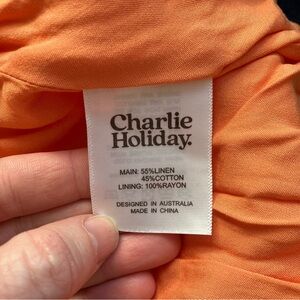 Charlie
Holiday.
MAIN: 55%LINEN
45%COTTON
LINING: 100%RAYON
DESIGNED IN AUSTRALIA
MADE IN CHINA